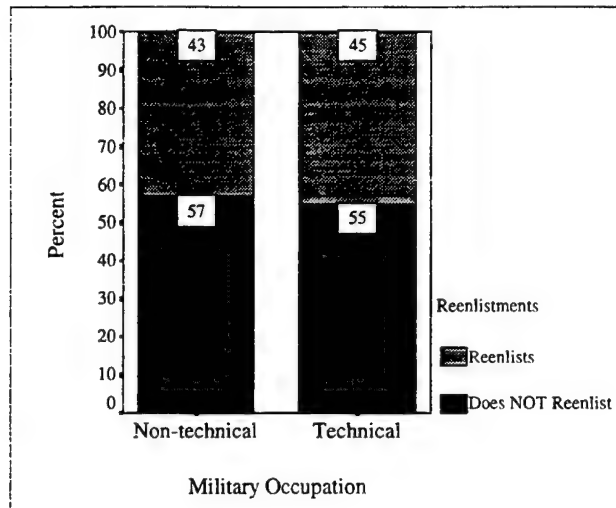 100
90
80
70
60
50
40
30
20
10
0
Percent
43
45
57
55
Reenlistments
Reenlists
Does NOT Reenlist
Non-technical
Technical
Military Occupation